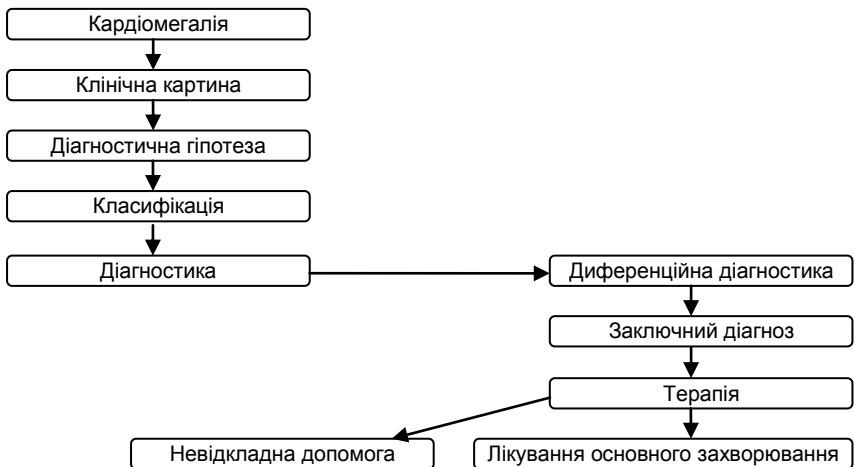 Кардіомегалія
Клінічна картина
Діагностична гіпотеза
Класифікація
Діагностика
Диференційна діагностика
Заключний діагноз
Терапія
Невідкладна допомога
Лікування основного захворювання